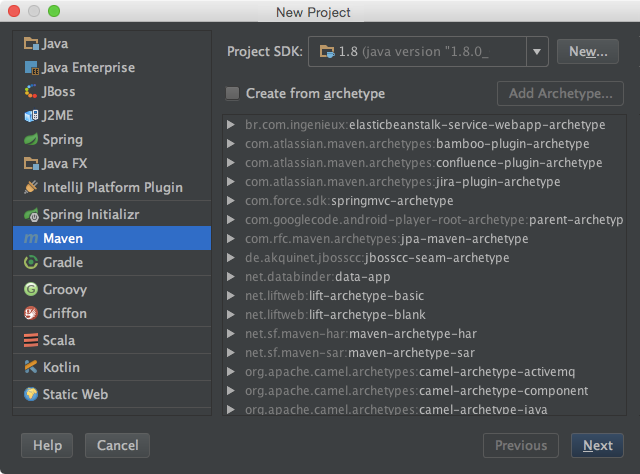 New Project
Java
Java Enterprise
JBoss
J2ME
Spring
Java FX
IntelliJ Platform Plugin
Spring Initializr
Maven
Gradle
Groovy
Griffon
Scala
Kotlin
Static Web
Project SDK: 1.8 (java version "1.8.0_ New...
Create from archetype Add Archetype...
br.com.ingenieux:elasticbeanstalk-service-webapp-archetype
com.atlassian.maven.archetypes:bamboo-plugin-archetype
com.atlassian.maven.archetypes:confluence-plugin-archetype
com.atlassian.maven.archetypes:jira-plugin-archetype
com.force.sdk:springmvc-archetype
com.googlecode.android-player-root-archetype:parent-archetyp
com.rfc.maven.archetypes:jpa-maven-archetype
de.akquinet.jbosscc:jbosscc-seam-archetype
net.databinder:data-app
net.liftweb:lift-archetype-basic
net.liftweb:lift-archetype-blank
net.sf.maven-har:maven-archetype-har
net.sf.maven-sar:maven-archetype-sar
org.apache.camel.archetypes:camel-archetype-activemq
org.apache.camel.archetypes:camel-archetype-component
org.apache.camel.archetypes:camel-archetype-java
Help Cancel Previous Next